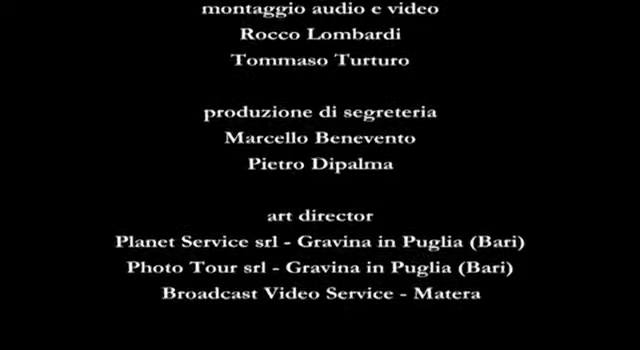 montaggio audio e video
Rocco Lombardi
Tommaso Turturo
produzione di segreteria
Marcello Benevento
Pietro Dipalma
art director
Planet Service srl - Gravina in Puglia (Bari)
Photo Tour srl - Gravina in Puglia (Bari)
Broadcast Video Service - Matera